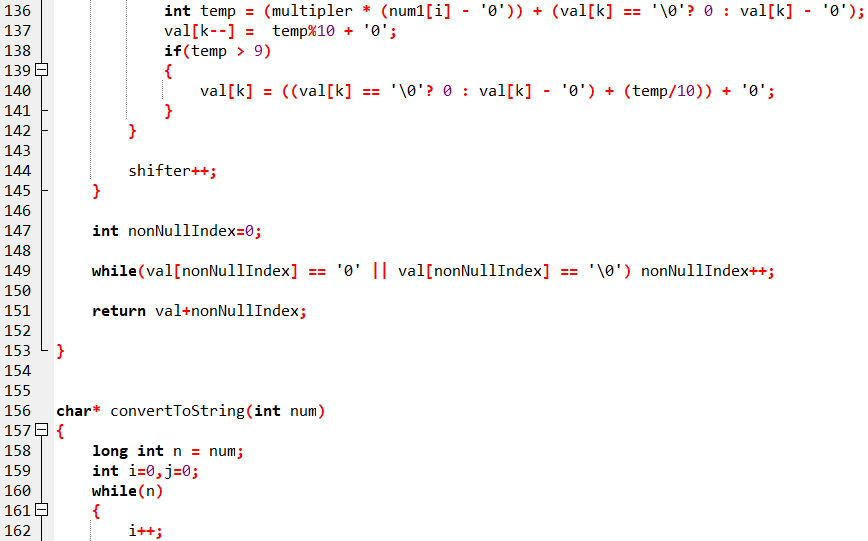 136 int temp = (multipler * (num1[i] - '0')) + (val[k] == '\0'? 0 : val[k] - '0');
137 val[k--] =  temp%10 + '0';
138 if(temp > 9)
139 {
140 val[k] = ((val[k] == '\0'? 0 : val[k] - '0') + (temp/10)) + '0';
141 }
142 }
143
144 shifter++;
145 }
146
147 int nonNullIndex=0;
148
149 while(val[nonNullIndex] == '0' || val[nonNullIndex] == '\0') nonNullIndex++;
150
151 return val+nonNullIndex;
152
153 }
154
155
156 char* convertToString(int num)
157 {
158 long int n = num;
159 int i=0,j=0;
160 while(n)
161 {
162 i++;